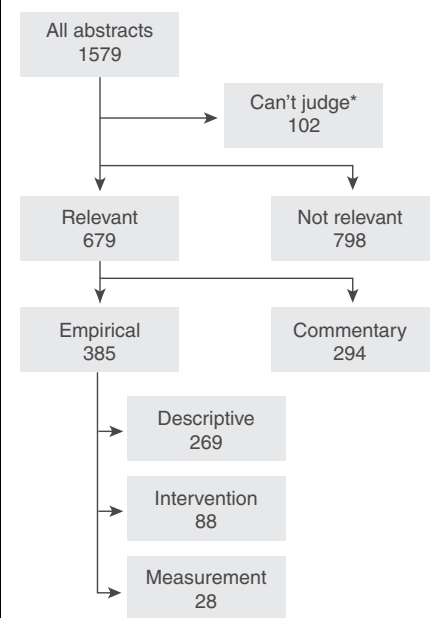 All abstracts
1579
Can't judge*
102
Relevant
679
Not relevant
798
Empirical
385
Commentary
294
Descriptive
269
Intervention
88
Measurement
28